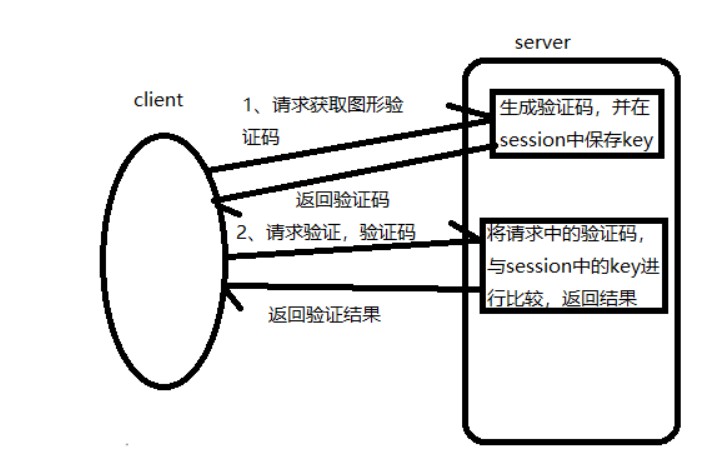 server
client
1、请求获取图形验
证码
生成验证码，并在
session中保存key
返回验证码
2、请求验证，验证码
将请求中的验证码，
与session中的key进
行比较，返回结果
返回验证结果